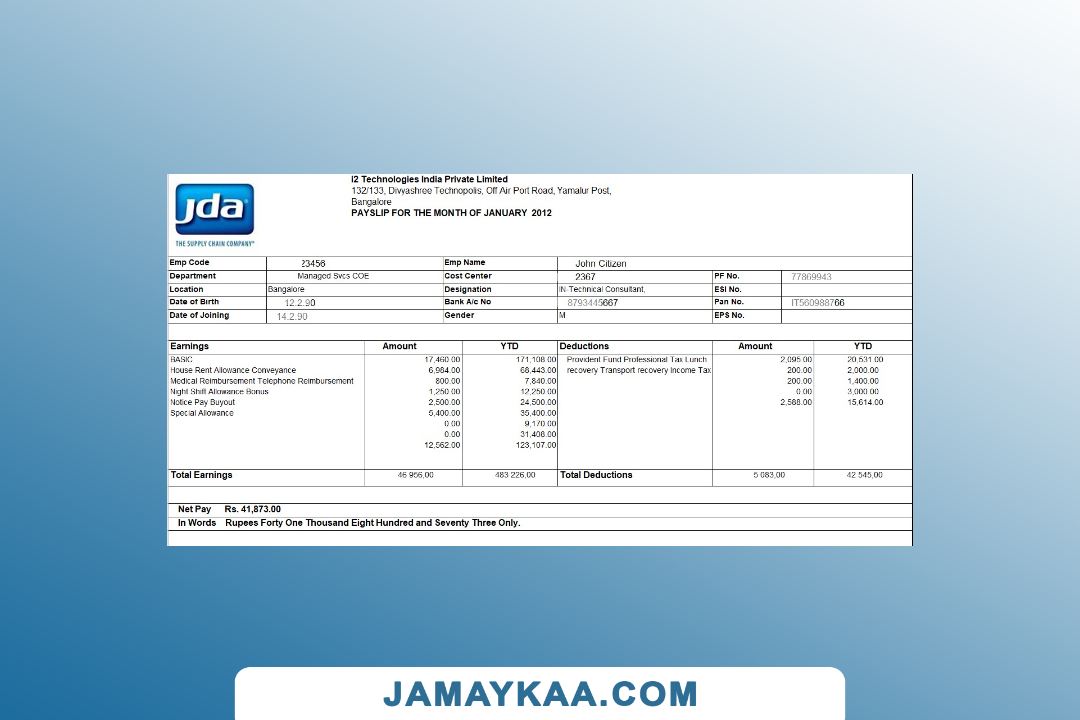 jda
THE SUPPLY CHAIN COMPANY®
I2 Technologies India Private Limited
132/133, Divyashree Technopolis, Off Air Port Road, Yamalur Post,
Bangalore
PAYSLIP FOR THE MONTH OF JANUARY 2012
Emp Code 23456 Emp Name John Citizen
Department Managed Svcs COE Cost Center 2367 PF No. 77869943
Location Bangalore Designation IN-Technical Consultant, ESI No.
Date of Birth 12.2.90 Bank A/c No 8793445667 Pan No. IT560988766
Date of Joining 14.2.90 Gender M EPS No.
Earnings Amount YTD Deductions Amount YTD
BASIC 17,460.00 171,108.00 Provident Fund Professional Tax Lunch 2,095.00 20,531.00
House Rent Allowance Conveyance 6,984.00 68,443.00 recovery Transport recovery Income Tax 200.00 2,000.00
Medical Reimbursement Telephone Reimbursement 800.00 7,840.00 200.00 1,400.00
Night Shift Allowance Bonus 1,250.00 12,250.00 0.00 3,000.00
Notice Pay Buyout 2,500.00 24,500.00 2,588.00 15,614.00
Special Allowance 5,400.00 35,400.00
0.00 9,170.00
0.00 31,408.00
12,562.00 123,107.00
Total Earnings 46 956,00 483 226,00 Total Deductions 5 083,00 42 545,00
Net Pay Rs. 41,873.00
In Words Rupees Forty One Thousand Eight Hundred and Seventy Three Only.
JAMAYKAA.COM